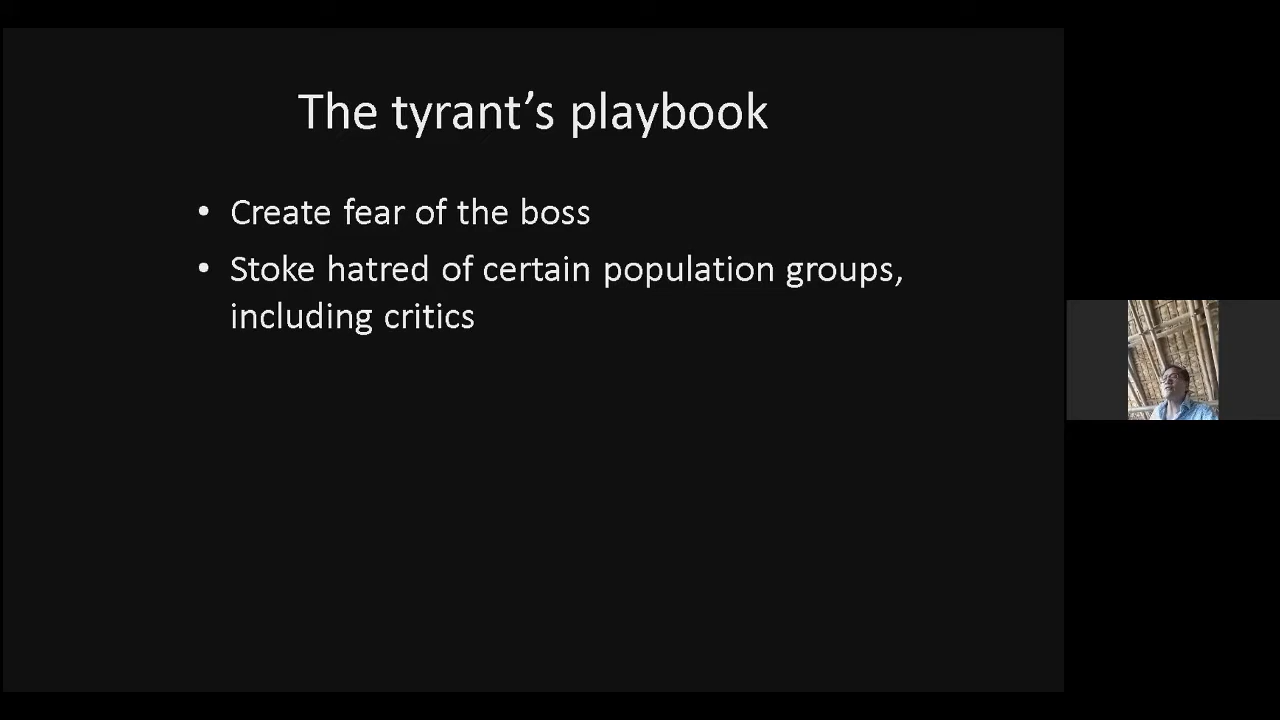 The tyrant’s playbook
• Create fear of the boss
• Stoke hatred of certain population groups,
including critics